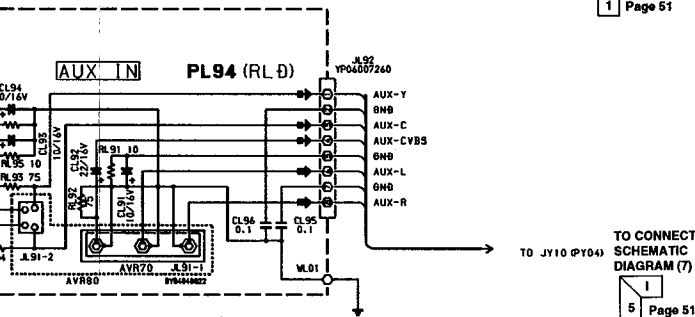 1 Page 51
AUX IN
PL94 (RLD)
JL92
YP06007260
CL94
0/16V
CL93
10/16V
RL95 10
RL93 75
CL92
22/16V
RL91 10
RL92
75
CL91
10/16V
AUX-Y
GND
AUX-C
AUX-CVBS
GND
AUX-L
GND
AUX-R
CL96
0.1
CL95
0.1
JL91-2
AVR80
AVR70
JL91-1
WL01
TO JY10 (PY04)
TO CONNECT
SCHEMATIC
DIAGRAM (7)
1
5 Page 51